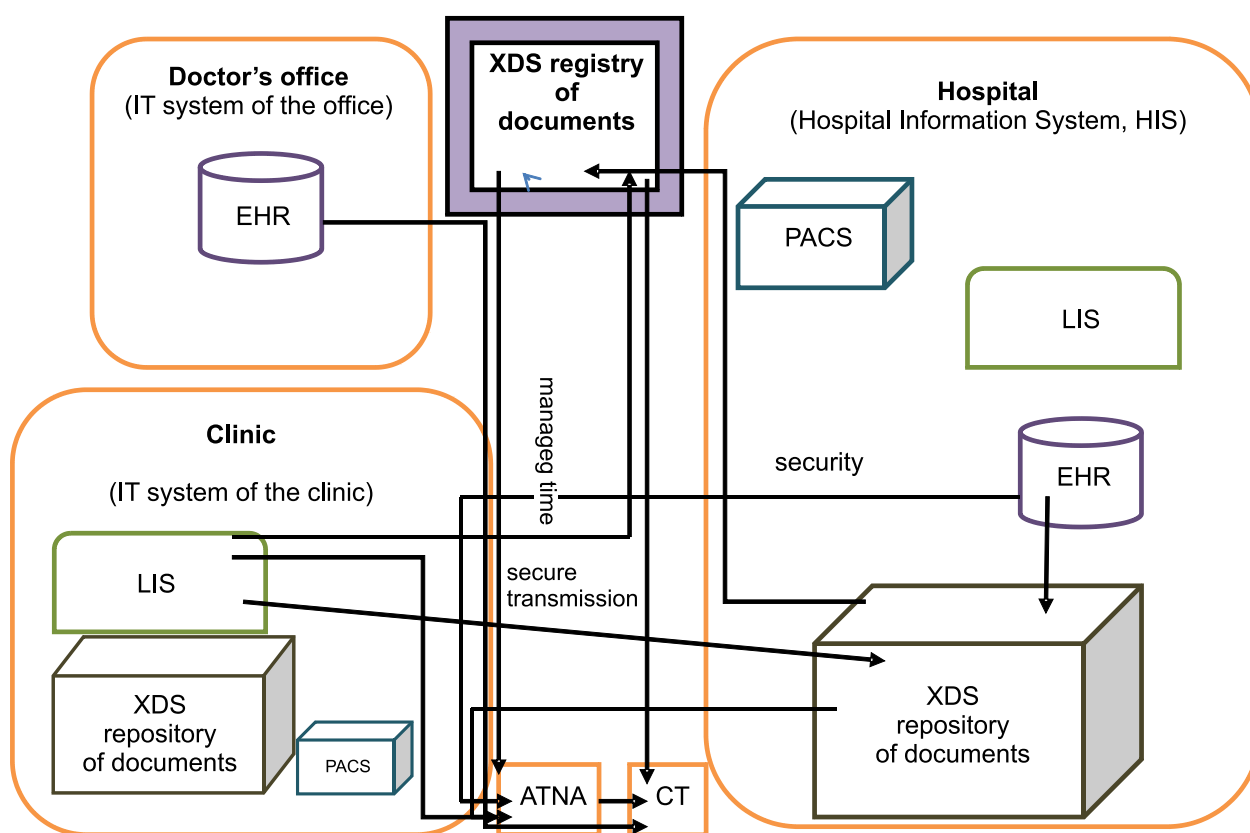 Doctor's office
(IT system of the office)
EHR
XDS registry
of
documents
Hospital
(Hospital Information System, HIS)
PACS
LIS
EHR
security
manageg time
secure
transmission
Clinic
(IT system of the clinic)
LIS
XDS
repository
of documents
PACS
ATNA
CT
XDS
repository
of documents